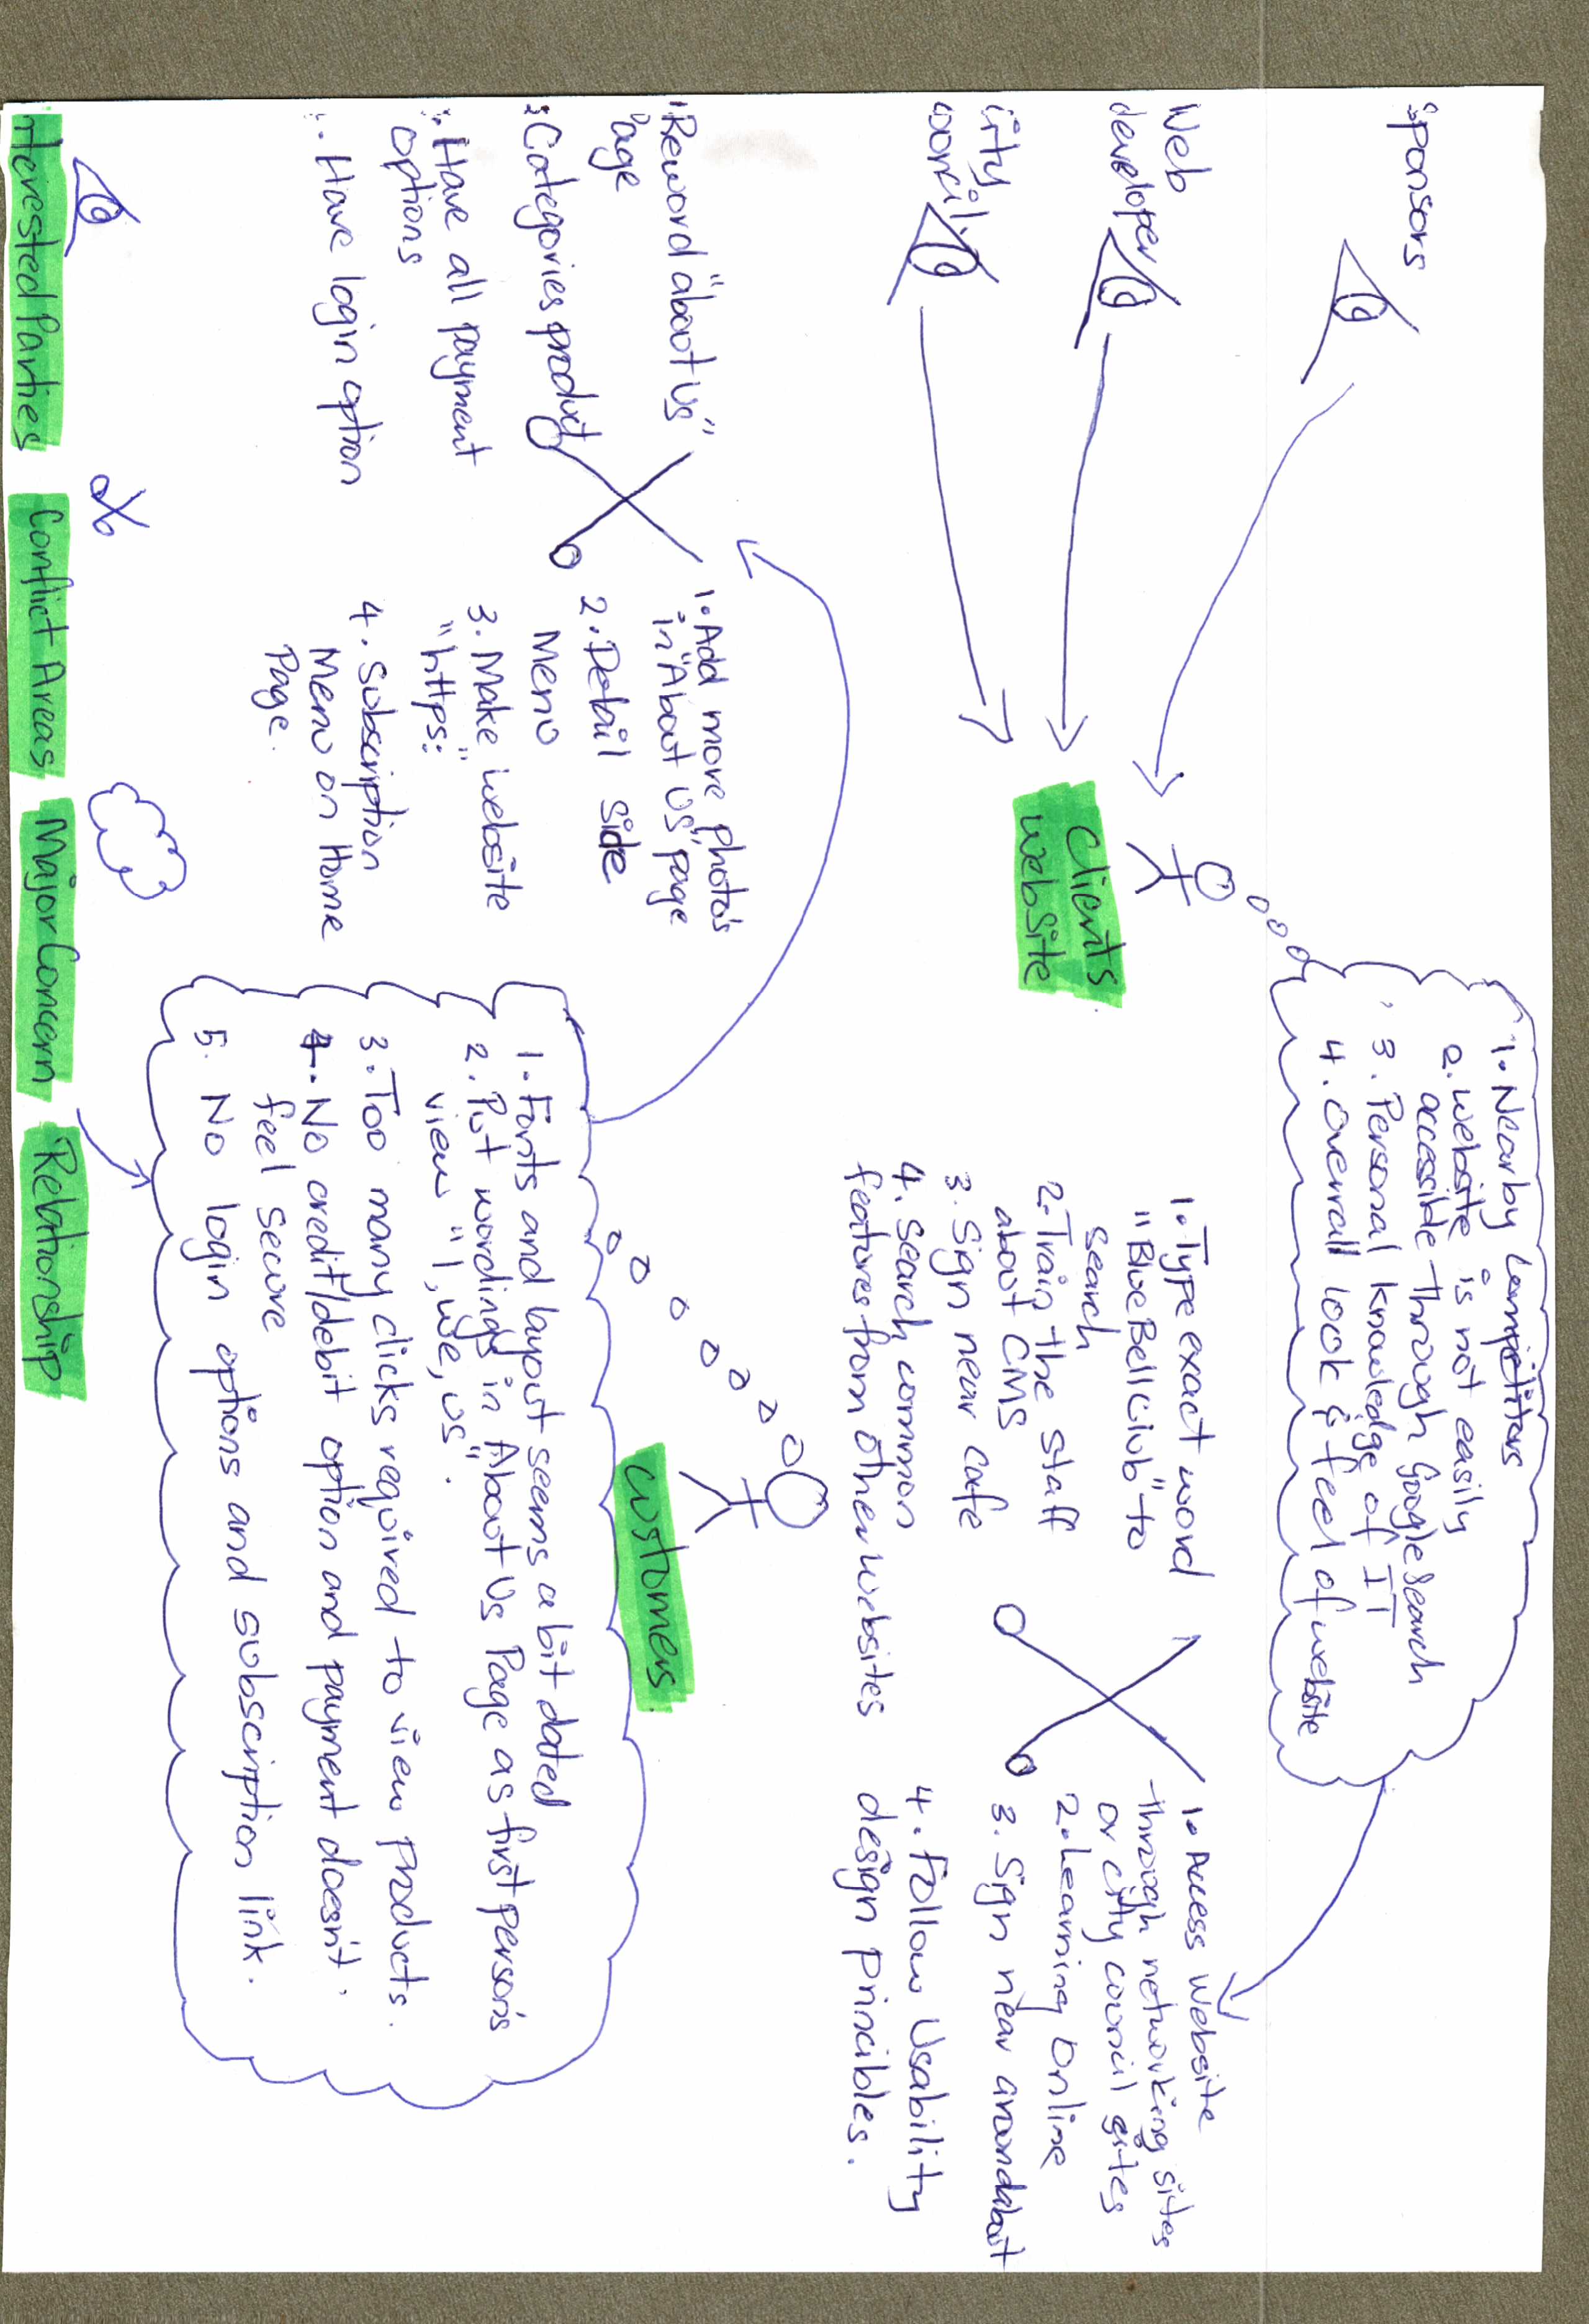 Sponsors
Web
developer
City
council
1. Nearby Competitors
2. Website is not easily
accessible through Google Search
3. Personal knowledge of IT
4. Overrall look & feel of website
Clients
website
1. Type exact word
"Blue Bell Club" to
Search
2. Train the staff
about CMS
3. Sign near cafe
4. Search common
features from other websites
1. Access Website
through networking sites
or city council sites
2. Learning Online
3. Sign near aroundabout
4. Follow Usability
design princibles.
customers
1 Reword "about Us"
Page
Categories product
Have all payment
options
Have login option
1. Add more photo's
in "About US" page
2. Detail side
Menu
3. Make website
"https:"
4. Subscription
Menu on Home
Page.
1. Fonts and layout seems a bit dated
2. Put wordings in About Us Page as first person's
view "I, we, us".
3. Too many clicks required to view products.
4. No credit/debit option and payment doesn't
feel secure
5. No login options and subscription link.
nterested Parties
Conflict Areas
Major Concern
Relationship